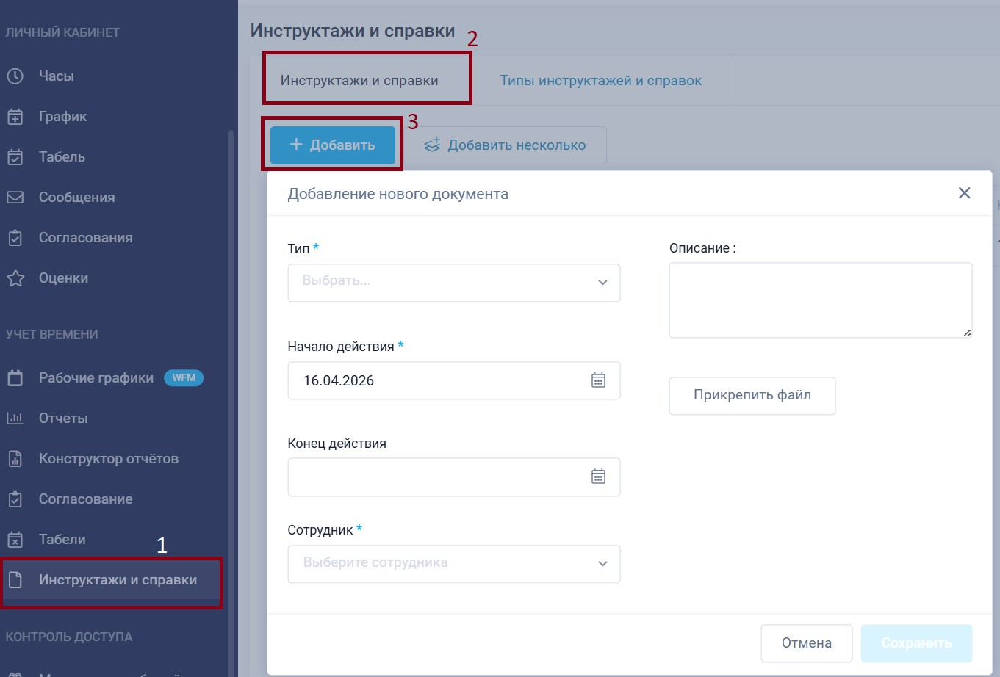 ЛИЧНЫЙ КАБИНЕТ
Часы
График
Табель
Сообщения
Согласования
Оценки
УЧЕТ ВРЕМЕНИ
Рабочие графики WFM
Отчеты
Конструктор отчётов
Согласование
Табели
1
Инструктажи и справки
КОНТРОЛЬ ДОСТУПА
Инструктажи и справки
2
Инструктажи и справки
Типы инструктажей и справок
3
+ Добавить
Добавить несколько
Добавление нового документа
Тип *
Выбрать...
Начало действия *
16.04.2026
Конец действия
Сотрудник *
Выберите сотрудника
Описание :
Прикрепить файл
Отмена
Сохранить